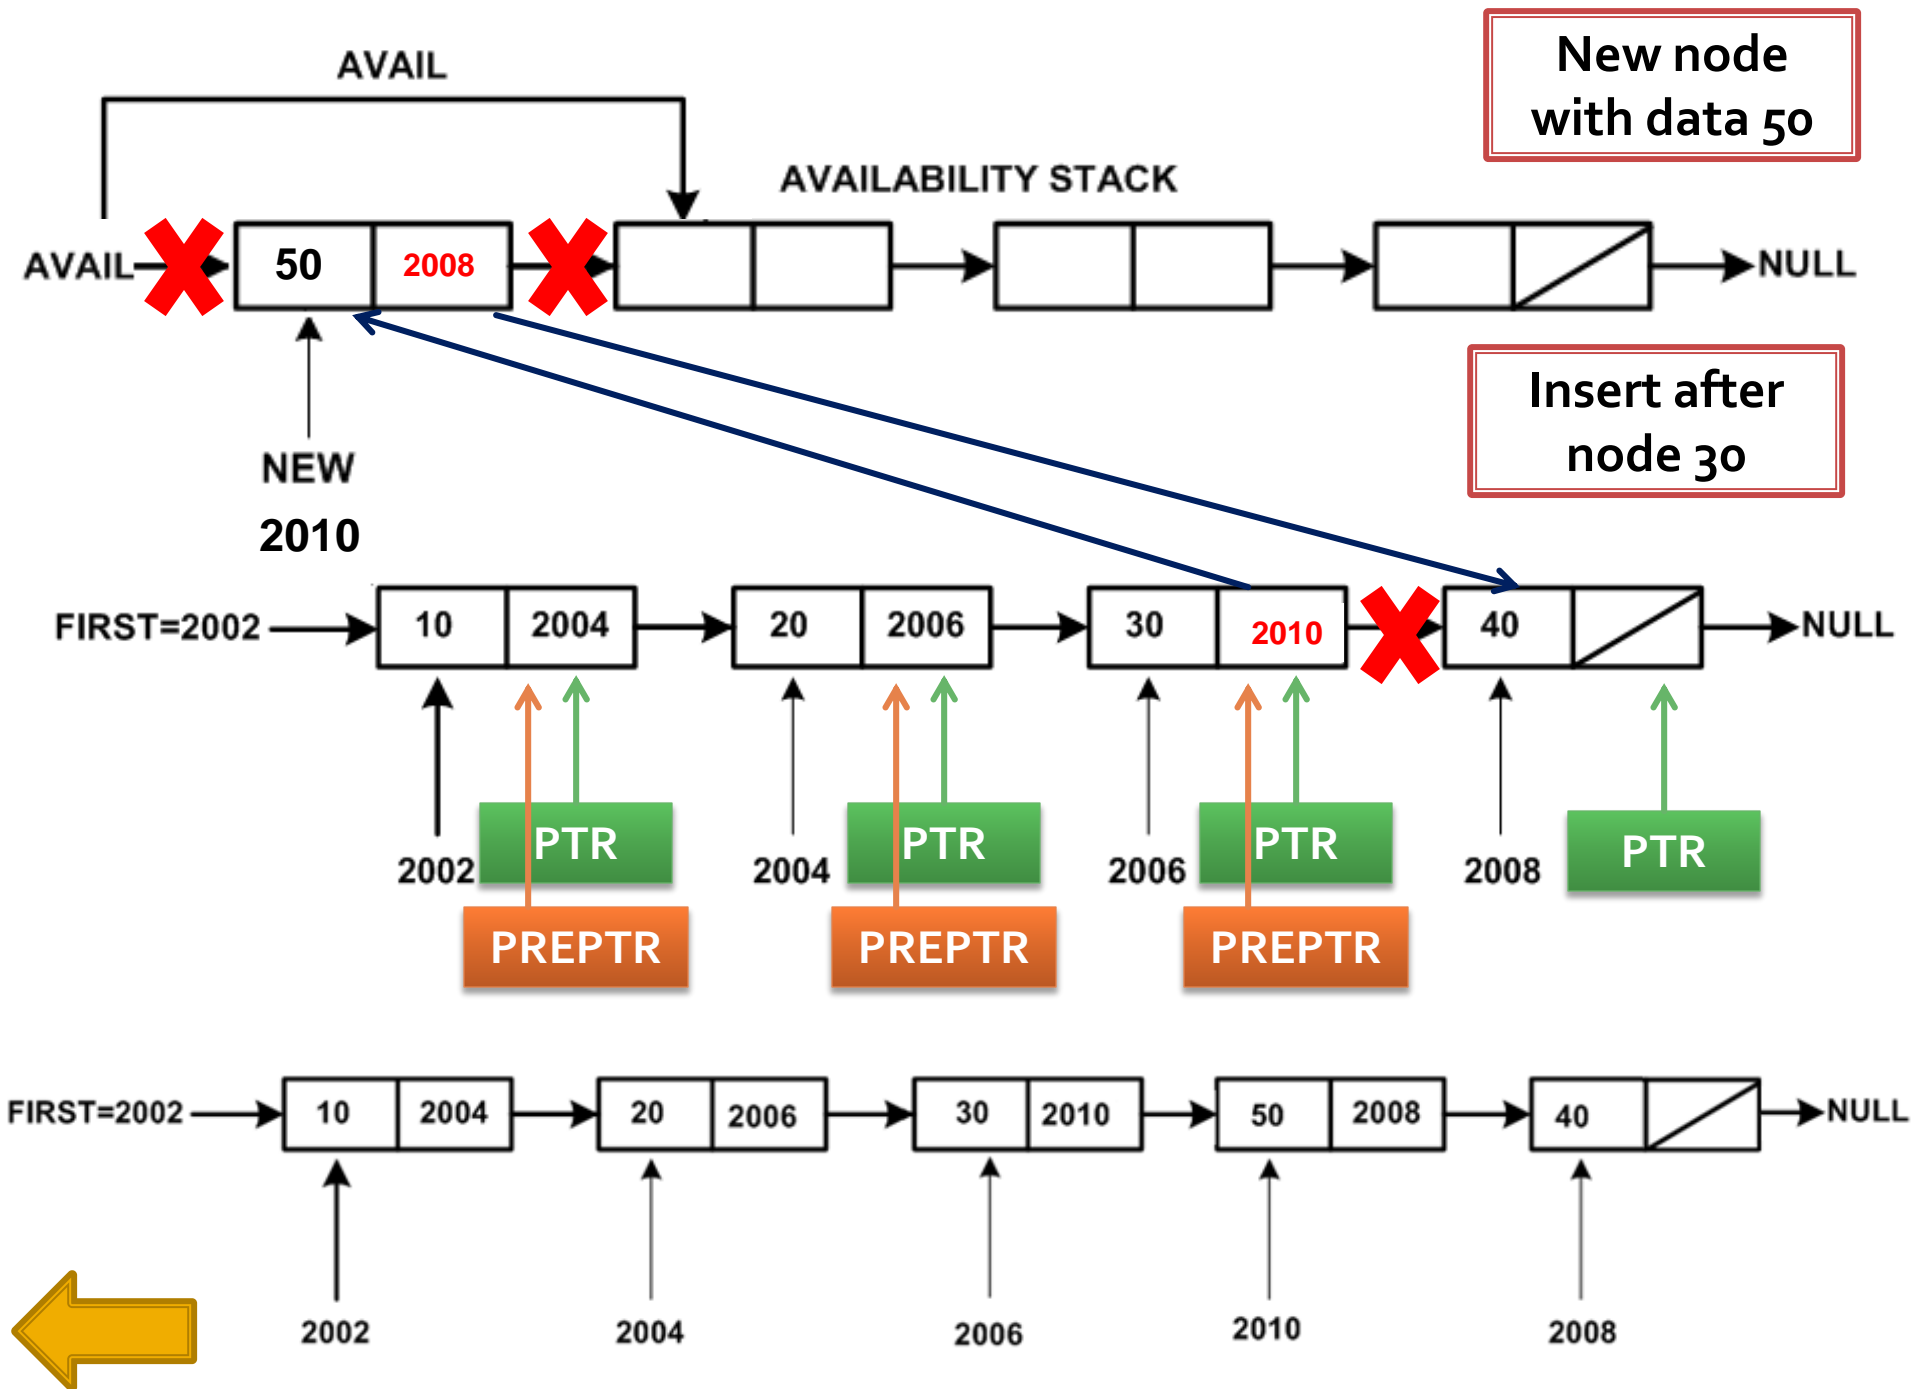 AVAIL
New node
with data 50
AVAILABILITY STACK
AVAIL 50 2008 NULL
Insert after
node 30
NEW
2010
FIRST=2002 10 2004 20 2006 30 2010 40 NULL
PTR PTR PTR PTR
2002 2004 2006 2008
PREPTR PREPTR PREPTR
FIRST=2002 10 2004 20 2006 30 2010 50 2008 40 NULL
2002 2004 2006 2010 2008